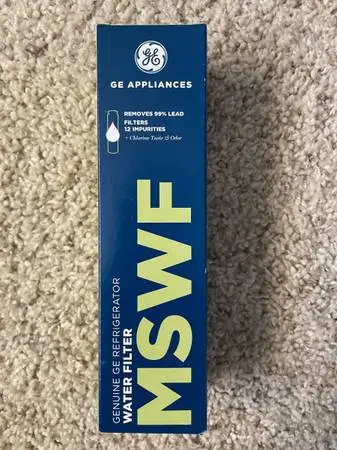 GE
GE APPLIANCES
REMOVES 99% LEAD
FILTERS
12 IMPURITIES
+ Chlorine Taste & Odor
GENUINE GE REFRIGERATOR
WATER FILTER
MSWF